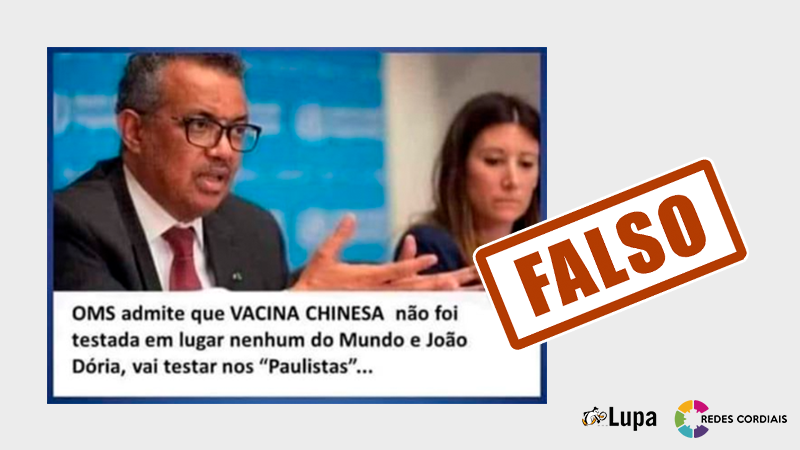 OMS admite que VACINA CHINESA não foi
testada em lugar nenhum do Mundo e João
Dória, vai testar nos “Paulistas”...
FALSO
Lupa
REDES CORDIAIS